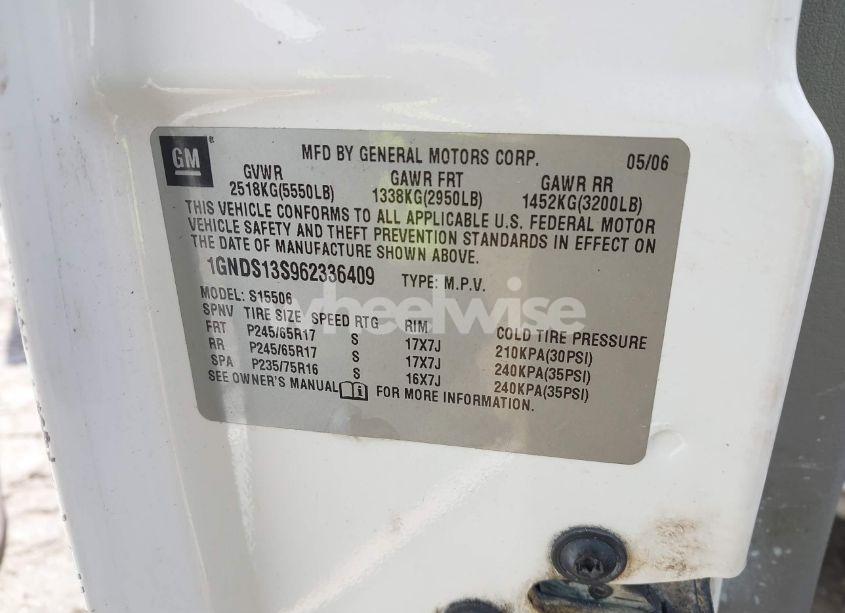 GM® MFD BY GENERAL MOTORS CORP. 05/06
GVWR GAWR FRT GAWR RR
2518KG(5550LB) 1338KG(2950LB) 1452KG(3200LB)
THIS VEHICLE CONFORMS TO ALL APPLICABLE U.S. FEDERAL MOTOR
VEHICLE SAFETY AND THEFT PREVENTION STANDARDS IN EFFECT ON
THE DATE OF MANUFACTURE SHOWN ABOVE.
1GNDS13S962336409 TYPE: M.P.V.
MODEL: S15506
SPNV TIRE SIZE SPEED RTG RIM COLD TIRE PRESSURE
FRT P245/65R17 S 17X7J 210KPA(30PSI)
RR P245/65R17 S 17X7J 240KPA(35PSI)
SPA P235/75R16 S 16X7J 240KPA(35PSI)
SEE OWNER'S MANUAL FOR MORE INFORMATION.
wheelwise